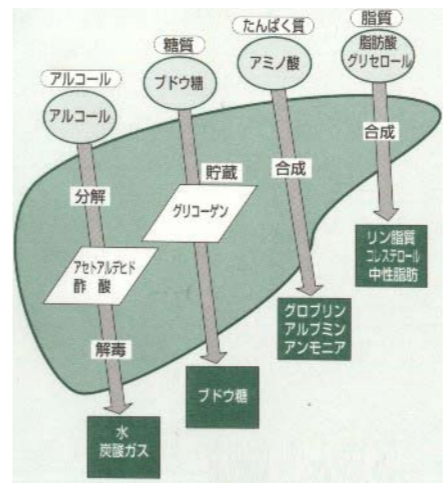 アルコール
アルコール
分解
アセトアルデヒド
酢 酸
解毒
水
炭酸ガス
糖質
ブドウ糖
貯蔵
グリコーゲン
ブドウ糖
たんぱく質
アミノ酸
合成
グロブリン
アルブミン
アンモニア
脂質
脂肪酸
グリセロール
合成
リン脂質
コレステロール
中性脂肪